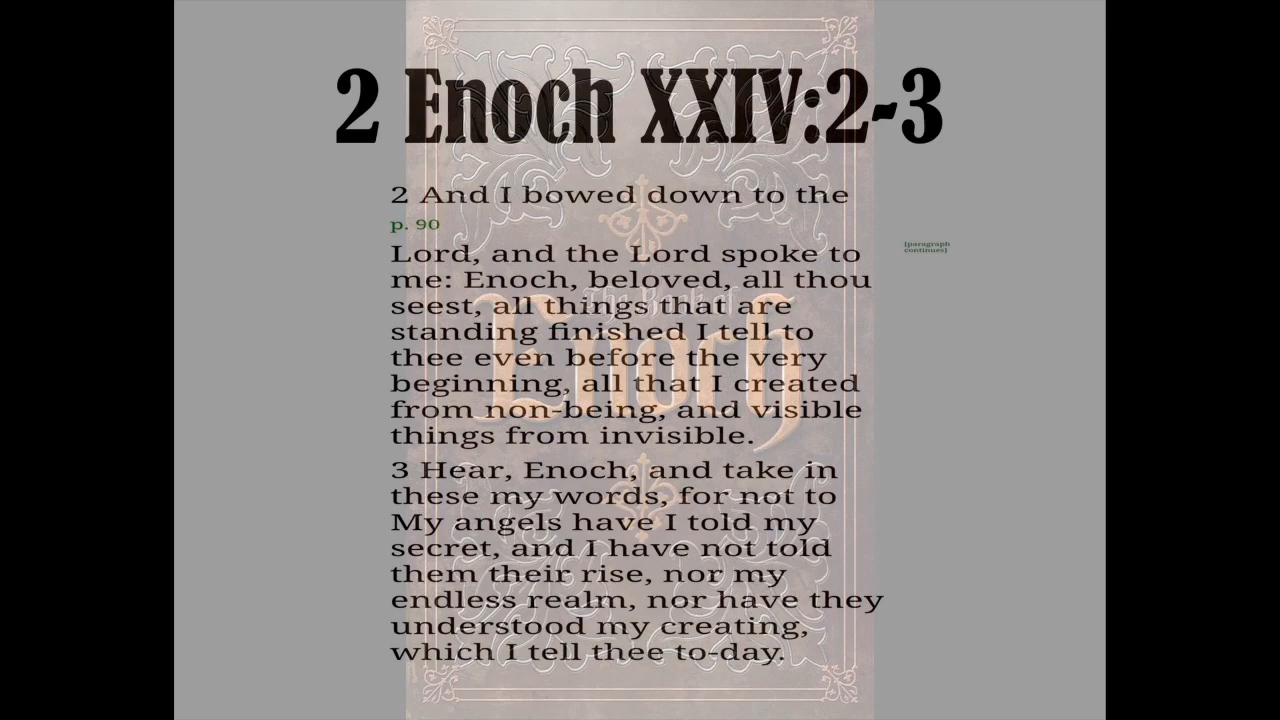 2 Enoch XXIV:2-3
2 And I bowed down to the
p. 90
[paragraph
continues]
Lord, and the Lord spoke to
me: Enoch, beloved, all thou
seest, all things that are
standing finished I tell to
thee even before the very
beginning, all that I created
from non-being, and visible
things from invisible.
3 Hear, Enoch, and take in
these my words, for not to
My angels have I told my
secret, and I have not told
them their rise, nor my
endless realm, nor have they
understood my creating,
which I tell thee to-day.
The Book of
Enoch